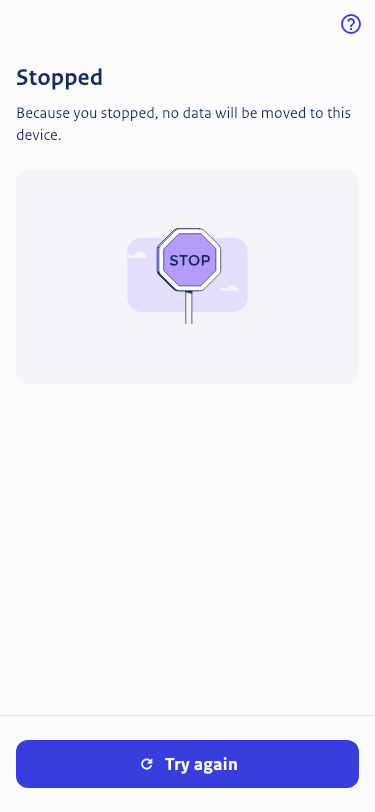 Stopped
Because you stopped, no data will be moved to this
device.
STOP
Try again